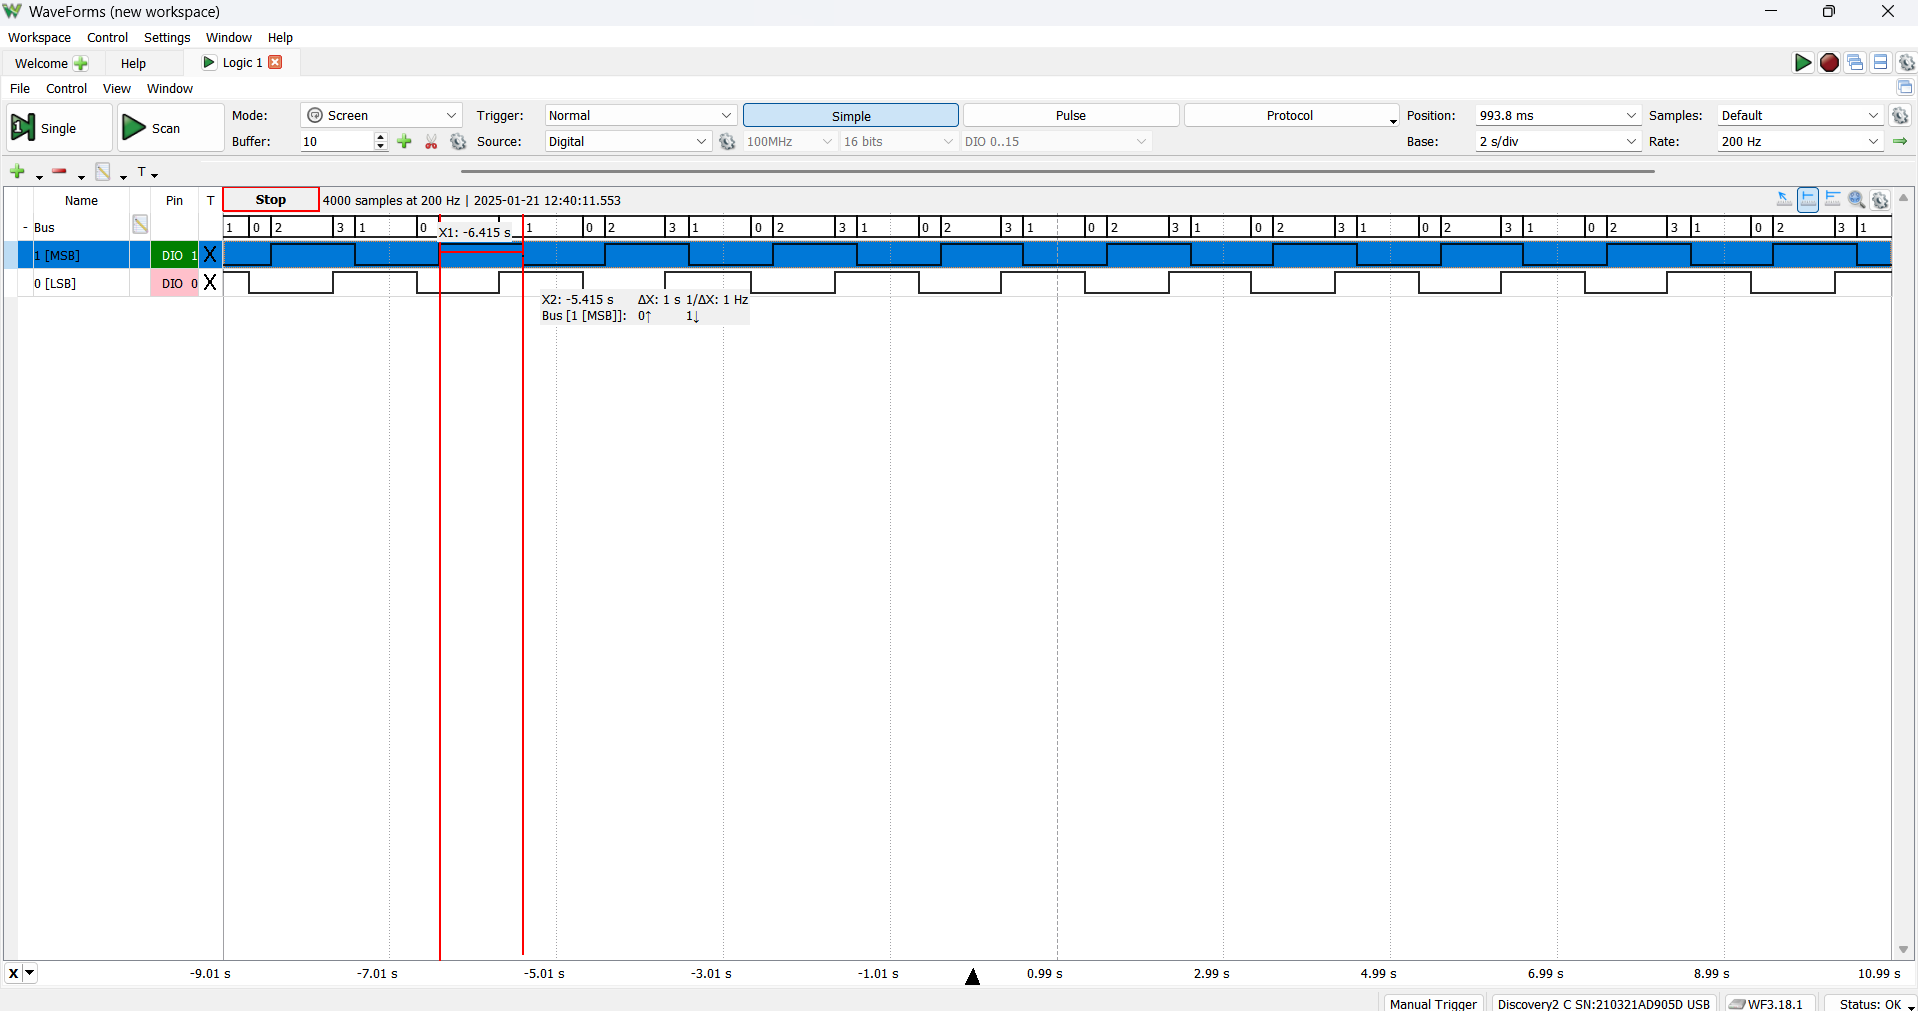 WaveForms (new workspace)
Workspace Control Settings Window Help
Welcome Help Logic 1
File Control View Window
Single Scan Mode: Screen Trigger: Normal Simple Pulse Protocol Position: 993.8 ms Samples: Default
Buffer: 10 Source: Digital 100MHz 16 bits DIO 0..15 Base: 2 s/div Rate: 200 Hz
T
Name Pin T Stop 4000 samples at 200 Hz | 2025-01-21 12:40:11.553
- Bus 1 0 2 3 1 0 X1: -6.415 s 1 0 2 3 1 0 2 3 1 0 2 3 1 0 2 3 1 0 2 3 1 0 2 3 1 0 2 3 1 0 2 3 1
1 [MSB] DIO 1 X
0 [LSB] DIO 0 X
X2: -5.415 s ΔX: 1 s 1/ΔX: 1 Hz
Bus [1 [MSB]]: 0↑ 1↓
X -9.01 s -7.01 s -5.01 s -3.01 s -1.01 s 0.99 s 2.99 s 4.99 s 6.99 s 8.99 s 10.99 s
Manual Trigger Discovery2 C SN:210321AD905D USB WF3.18.1 Status: OK